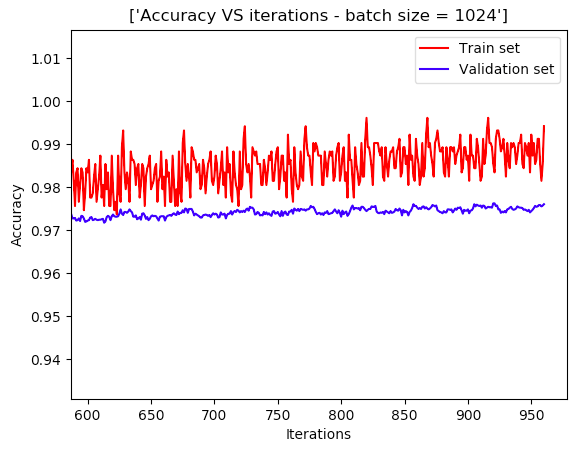 ['Accuracy VS iterations - batch size = 1024']
Train set
Validation set
1.01
1.00
0.99
0.98
0.97
0.96
0.95
0.94
Accuracy
600 650 700 750 800 850 900 950
Iterations